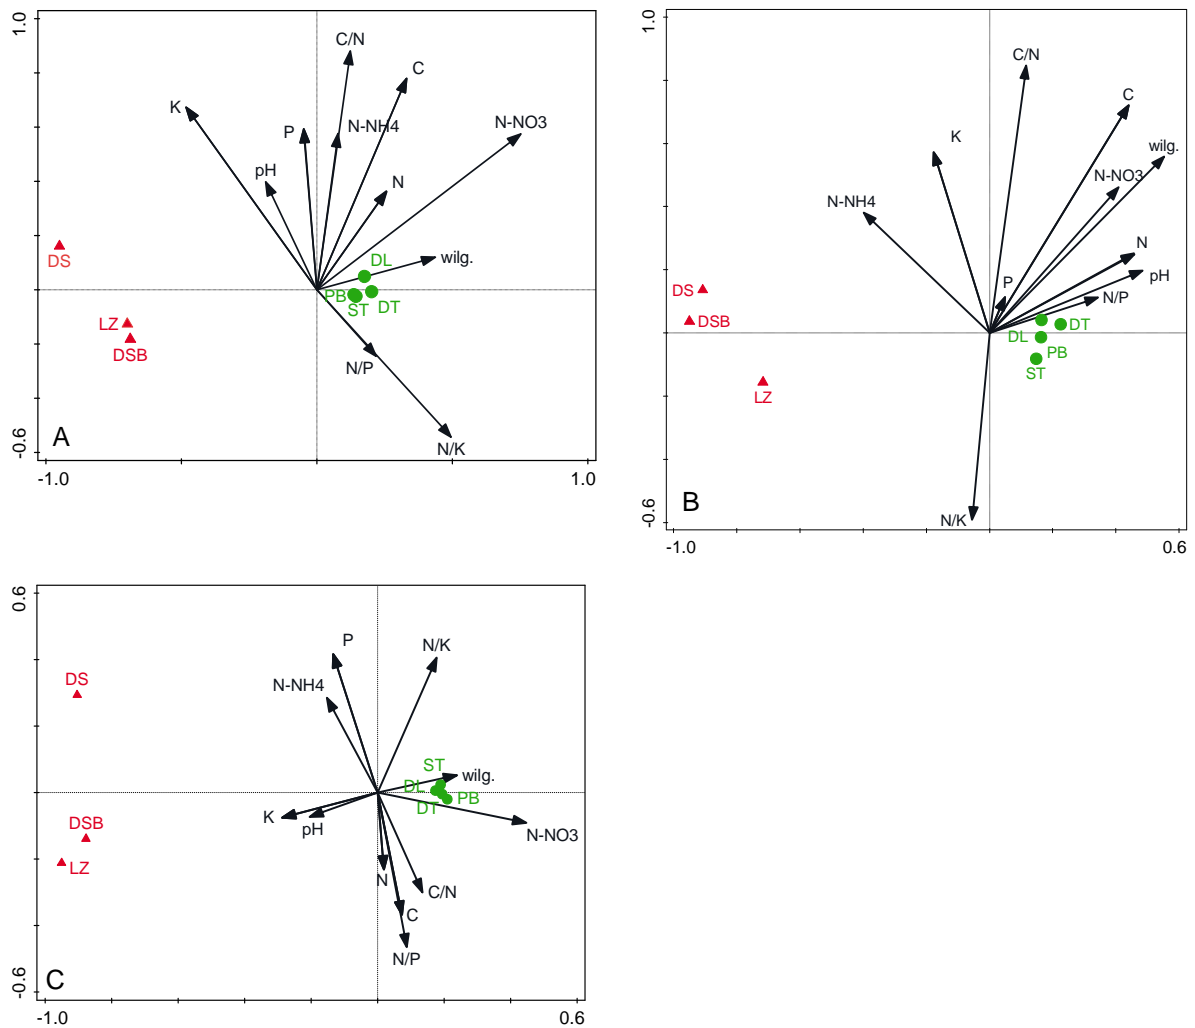 1.0
C/N
C
K
P
N-NH4
N-NO3
pH
N
DS
DL
wilg.
PB
ST
DT
LZ
DSB
N/P
N/K
A
-0.6
-1.0
1.0
1.0
C/N
C
K
wilg.
N-NO3
N-NH4
N
pH
P
N/P
DS
DSB
DT
DL
PB
ST
LZ
B
N/K
-0.6
-1.0
0.6
0.6
P
N/K
DS
N-NH4
ST
wilg.
DL
PB
DT
K
pH
N-NO3
DSB
LZ
N
C/N
C
N/P
C
-0.6
-1.0
0.6